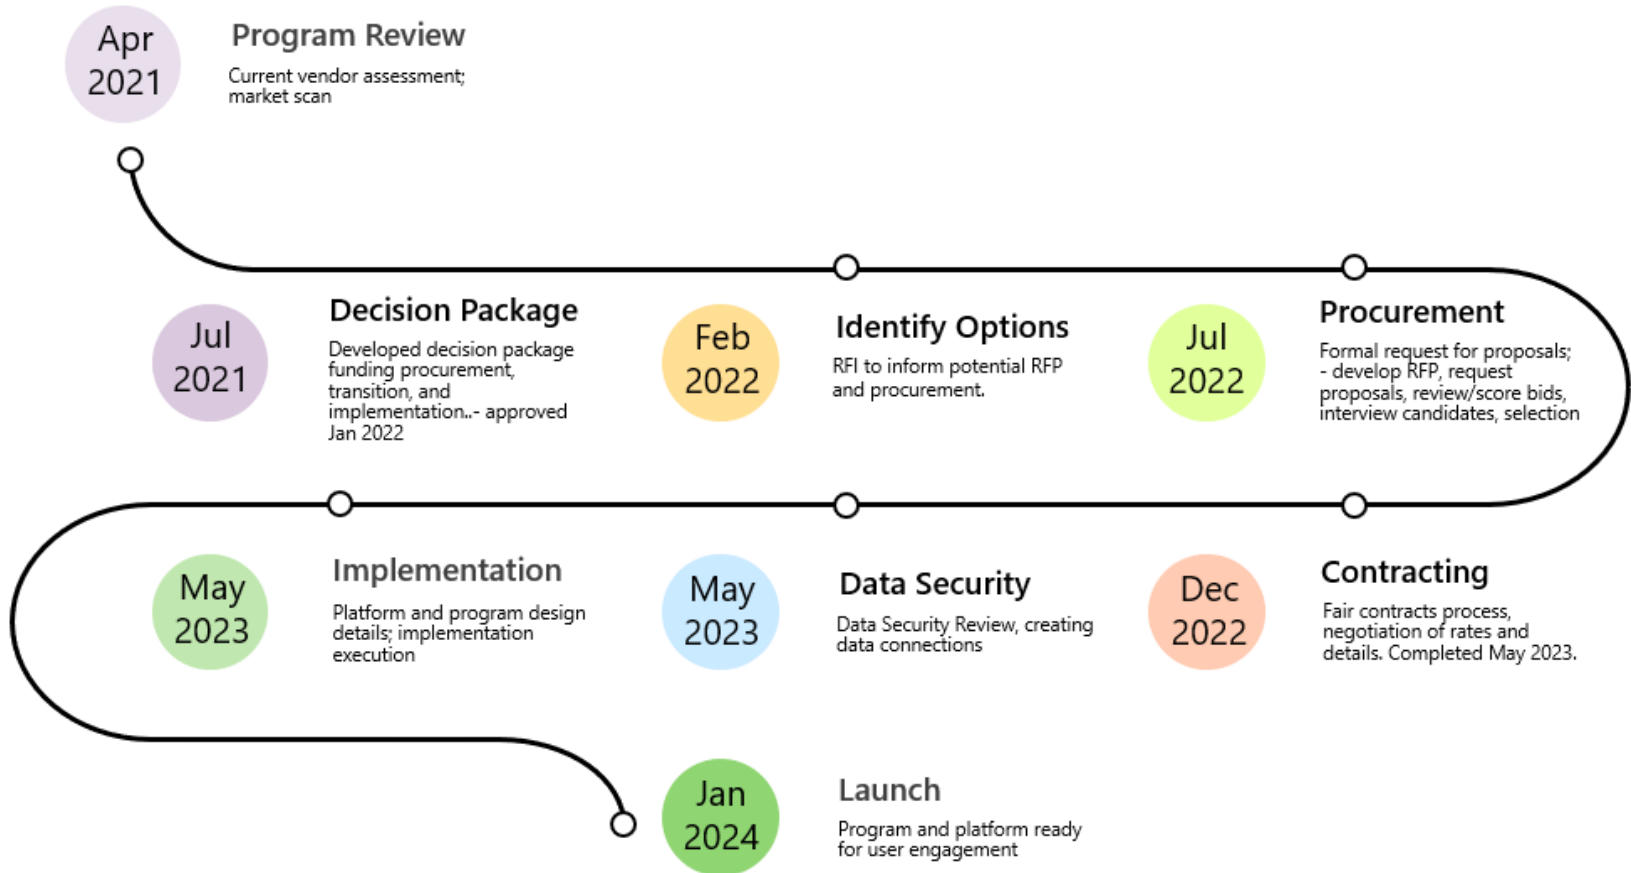 Apr
2021
Program Review
Current vendor assessment;
market scan
Jul
2021
Decision Package
Developed decision package
funding procurement,
transition, and
implementation..- approved
Jan 2022
Feb
2022
Identify Options
RFI to inform potential RFP
and procurement.
Jul
2022
Procurement
Formal request for proposals;
- develop RFP, request
proposals, review/score bids,
interview candidates, selection
May
2023
Implementation
Platform and program design
details; implementation
execution
May
2023
Data Security
Data Security Review, creating
data connections
Dec
2022
Contracting
Fair contracts process,
negotiation of rates and
details. Completed May 2023.
Jan
2024
Launch
Program and platform ready
for user engagement